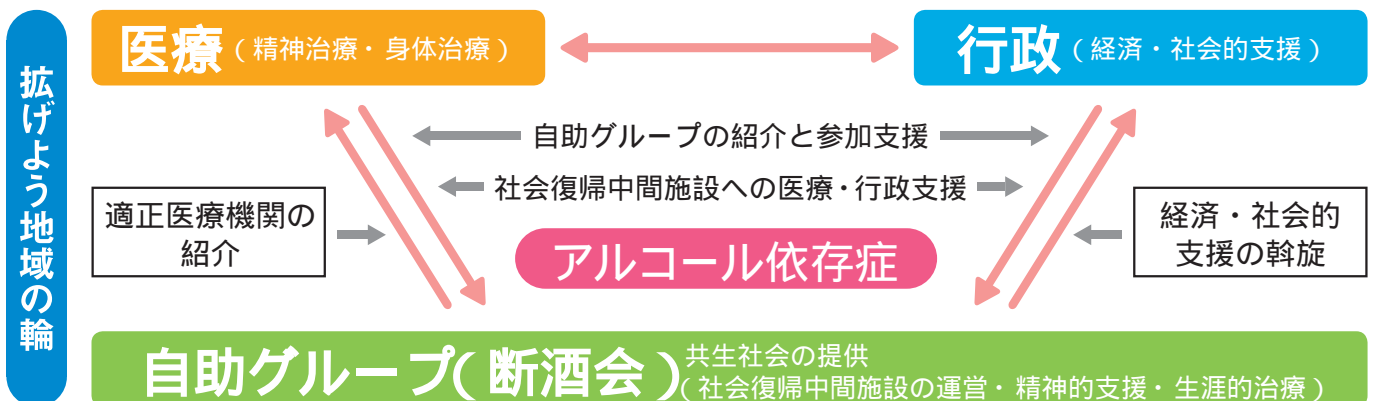 拡げよう地域の輪
医療(精神治療・身体治療)
行政(経済・社会的支援)
自助グループの紹介と参加支援
社会復帰中間施設への医療・行政支援
適正医療機関の
紹介
アルコール依存症
経済・社会的
支援の斡旋
自助グループ(断酒会)
共生社会の提供
(社会復帰中間施設の運営・精神的支援・生涯的治療)